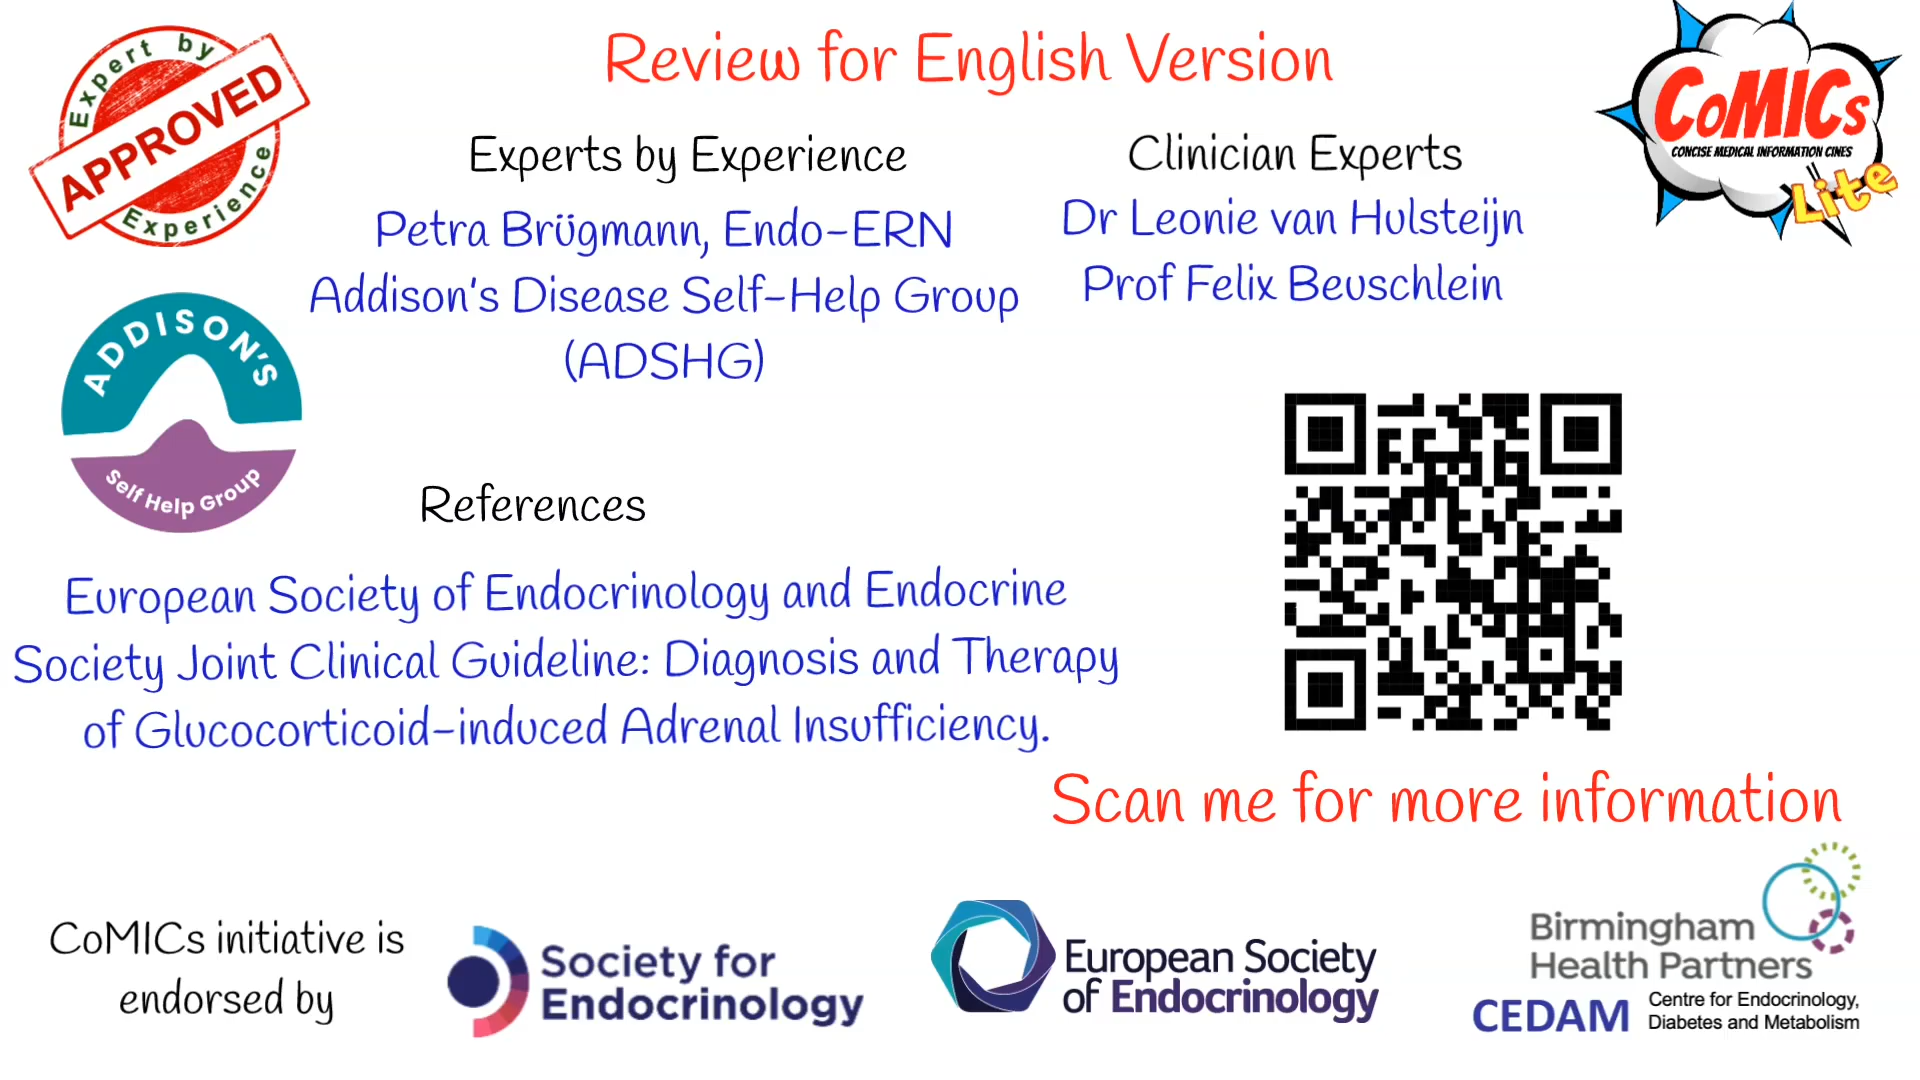 Review for English Version
Expert by
APPROVED
Experience
CoMICs
CONCISE MEDICAL INFORMATION CINES
Lite
Experts by Experience
Petra Brügmann, Endo-ERN
Addison's Disease Self-Help Group
(ADSHG)
Clinician Experts
Dr Leonie van Hulsteijn
Prof Felix Beuschlein
ADDISON'S
Self Help Group
References
European Society of Endocrinology and Endocrine
Society Joint Clinical Guideline: Diagnosis and Therapy
of Glucocorticoid-induced Adrenal Insufficiency.
Scan me for more information
CoMICs initiative is
endorsed by
Society for
Endocrinology
European Society
of Endocrinology
Birmingham
Health Partners
CEDAM
Centre for Endocrinology,
Diabetes and Metabolism